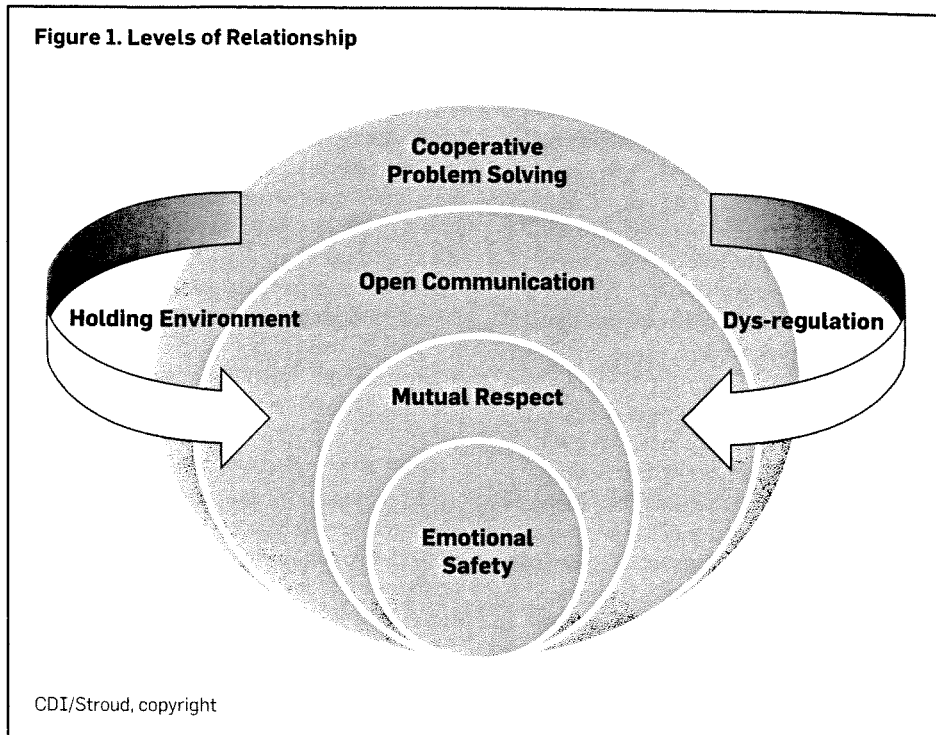 Figure 1. Levels of Relationship
Cooperative
Problem Solving
Open Communication
Holding Environment
Dys-regulation
Mutual Respect
Emotional
Safety
CDI/Stroud, copyright